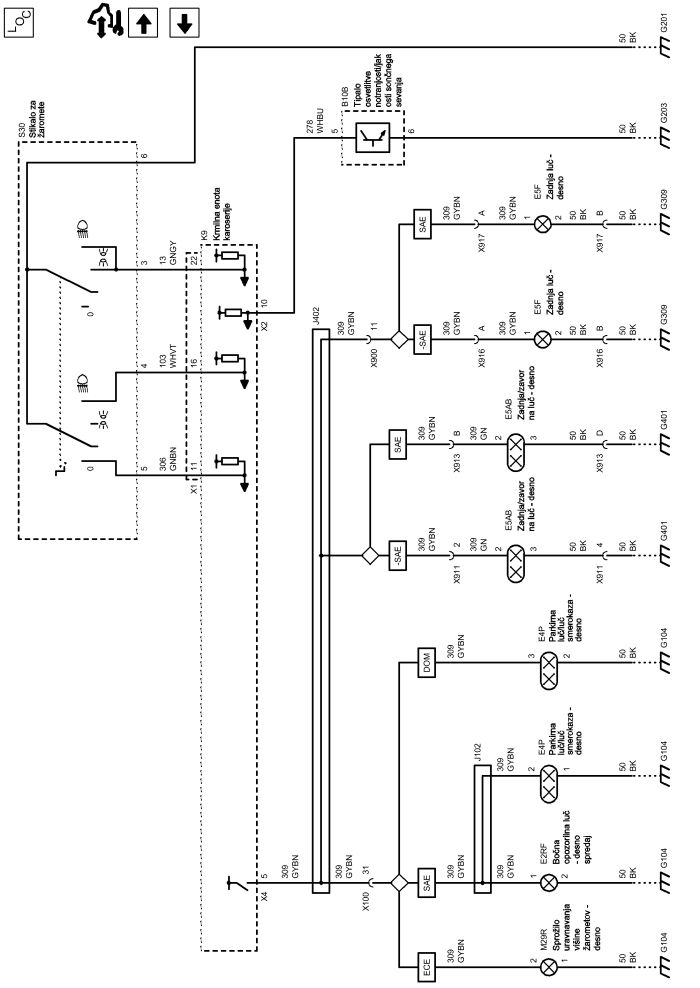 LOC
S30
Stikalo za
žaromete
6
3
13
GNGY
22
0
4
103
WHVT
16
0
5
306
GNBN
X1
11
K9
Krmilna enota
karoserije
X2
10
278
WHBU
5
B10B
Tipalo
osvetlitve
notranjosti/jak
osti sončnega
sevanja
6
50
BK
G201
50
BK
G203
J402
309
GYBN
X900
11
SAE
309
GYBN
X917
A
309
GYBN
1
E5F
Zadnja luč -
desno
2
50
BK
X917
B
50
BK
G309
-SAE
309
GYBN
X916
A
309
GYBN
1
E5F
Zadnja luč -
desno
2
50
BK
X916
B
50
BK
G309
SAE
309
GYBN
X913
B
309
GN
2
E5AB
Zadnja/zavor
na luč - desno
3
50
BK
X913
D
50
BK
G401
-SAE
309
GYBN
X911
2
309
GN
2
E5AB
Zadnja/zavor
na luč - desno
3
50
BK
X911
4
50
BK
G401
X4
5
309
GYBN
309
GYBN
X100
31
DOM
309
GYBN
3
E4P
Parkirna
luč/luč
smerokaza -
desno
2
50
BK
G104
J102
309
GYBN
2
E4P
Parkirna
luč/luč
smerokaza -
desno
1
50
BK
G104
SAE
309
GYBN
309
GYBN
1
E2RF
Bočna
opozorilna luč
- desno
spredaj
2
50
BK
G104
ECE
309
GYBN
2
M29R
Sprožilo
uravnavanja
višine
žarometov -
desno
1
50
BK
G104